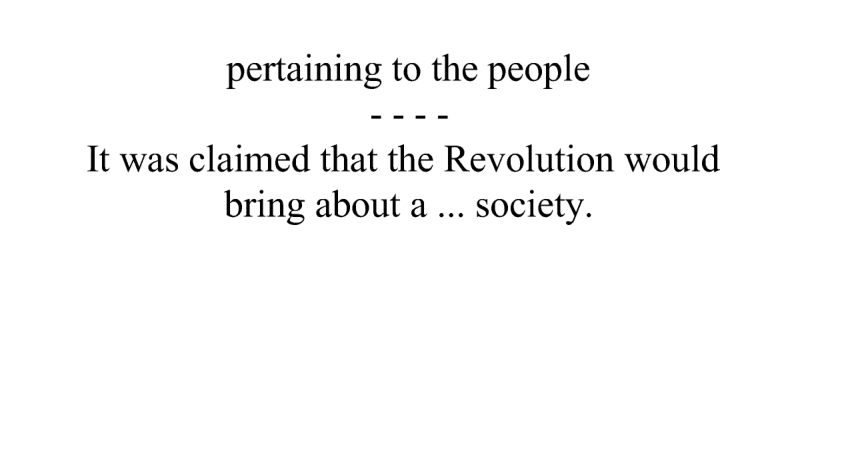 pertaining to the people
- - - -
It was claimed that the Revolution would
bring about a ... society.